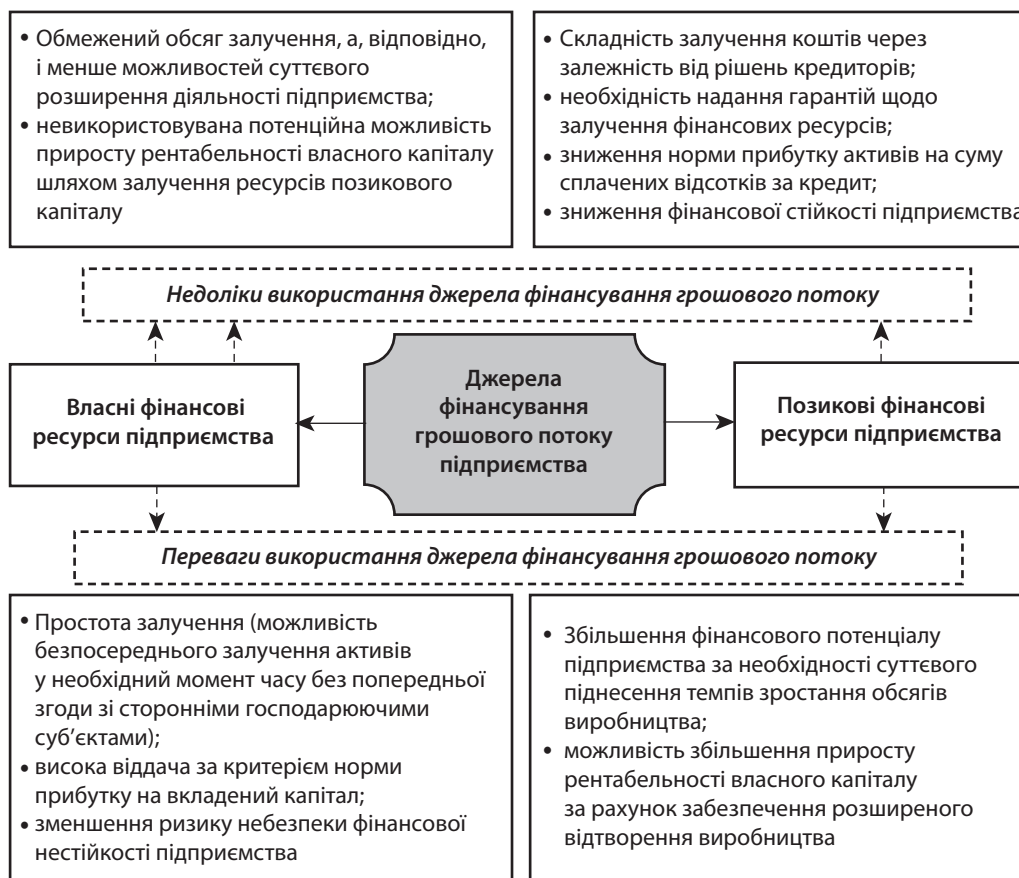 • Обмежений обсяг залучення, а, відповідно,
і менше можливостей суттєвого
розширення діяльності підприємства;
• невикористовувана потенційна можливість
приросту рентабельності власного капіталу
шляхом залучення ресурсів позикового
капіталу
• Складність залучення коштів через
залежність від рішень кредиторів;
• необхідність надання гарантій щодо
залучення фінансових ресурсів;
• зниження норми прибутку активів на суму
сплачених відсотків за кредит;
• зниження фінансової стійкості підприємства
Недоліки використання джерела фінансування грошового потоку
Власні фінансові
ресурси підприємства
Джерела
фінансування
грошового потоку
підприємства
Позикові фінансові
ресурси підприємства
Переваги використання джерела фінансування грошового потоку
• Простота залучення (можливість
безпосереднього залучення активів
у необхідний момент часу без попередньої
згоди зі сторонніми господарюючими
суб’єктами);
• висока віддача за критерієм норми
прибутку на вкладений капітал;
• зменшення ризику небезпеки фінансової
нестійкості підприємства
• Збільшення фінансового потенціалу
підприємства за необхідності суттєвого
піднесення темпів зростання обсягів
виробництва;
• можливість збільшення приросту
рентабельності власного капіталу
за рахунок забезпечення розширеного
відтворення виробництва